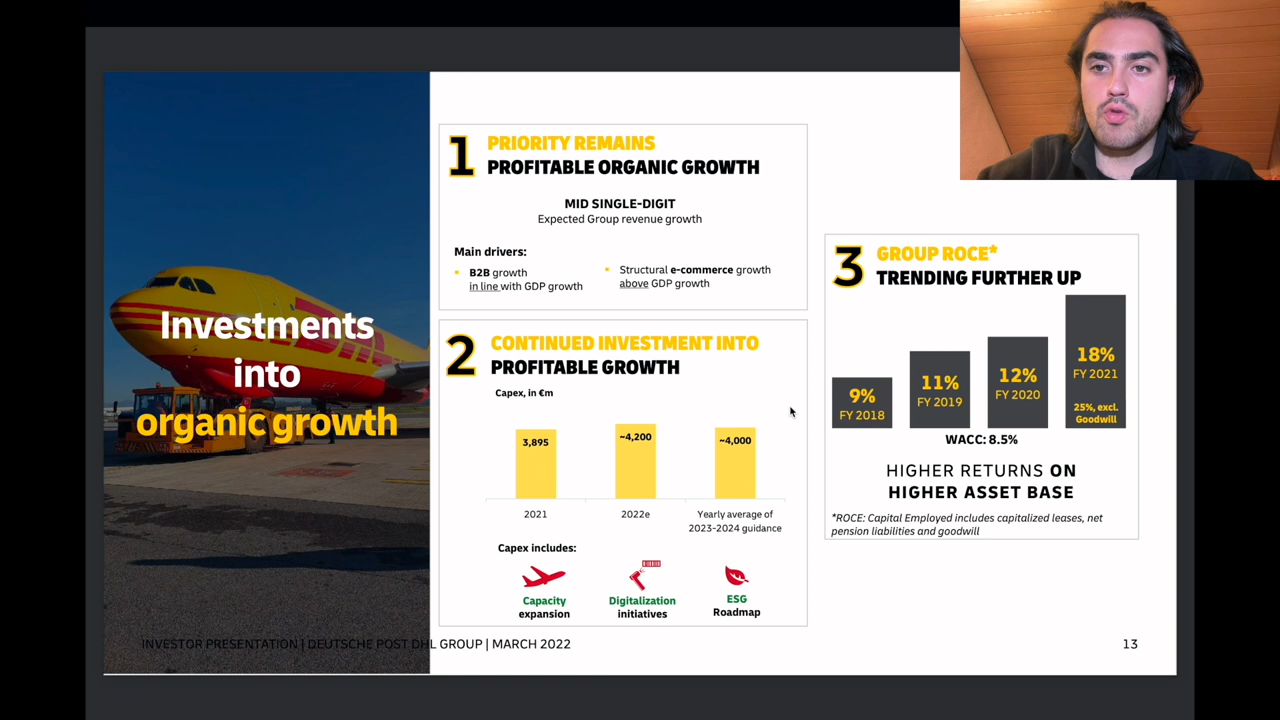 Investments
into
organic growth
1
PRIORITY REMAINS
PROFITABLE ORGANIC GROWTH
MID SINGLE-DIGIT
Expected Group revenue growth
Main drivers:
B2B growth
in line with GDP growth
Structural e-commerce growth
above GDP growth
2
CONTINUED INVESTMENT INTO
PROFITABLE GROWTH
Capex, in €m
3,895
~4,200
~4,000
2021
2022e
Yearly average of
2023-2024 guidance
Capex includes:
Capacity
expansion
Digitalization
initiatives
ESG
Roadmap
3
GROUP ROCE*
TRENDING FURTHER UP
9%
FY 2018
11%
FY 2019
12%
FY 2020
18%
FY 2021
25%, excl.
Goodwill
WACC: 8.5%
HIGHER RETURNS ON
HIGHER ASSET BASE
*ROCE: Capital Employed includes capitalized leases, net
pension liabilities and goodwill
INVESTOR PRESENTATION | DEUTSCHE POST DHL GROUP | MARCH 2022
13